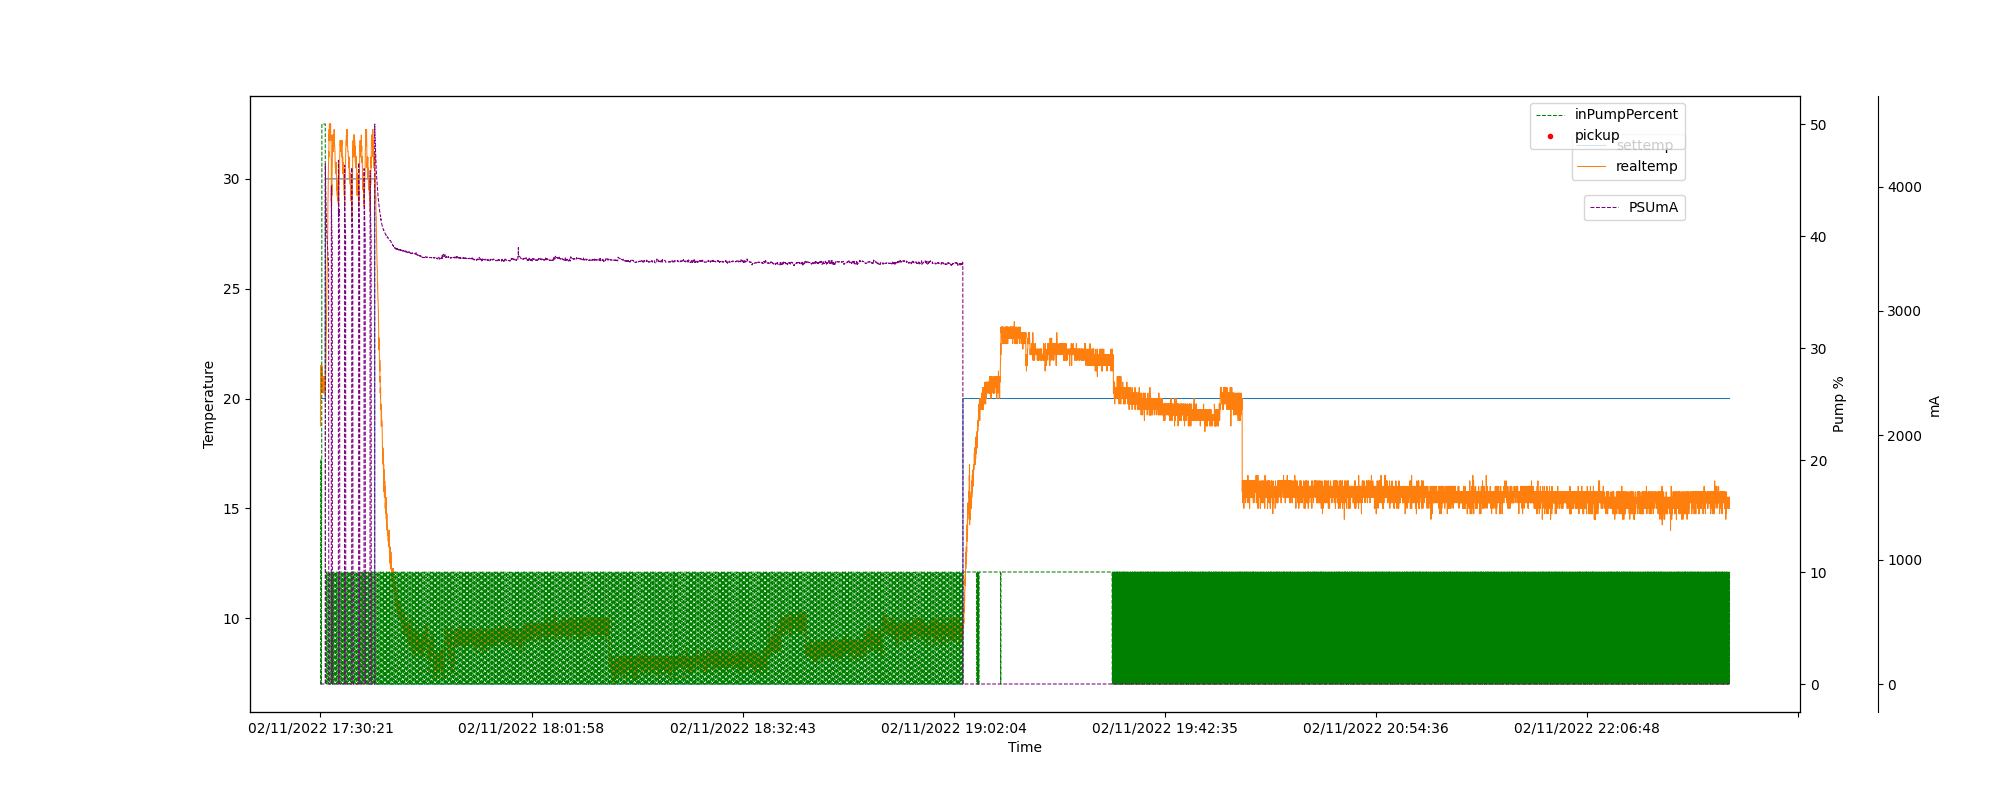 inPumpPercent
pickup
settemp
realtemp
PSUmA
Temperature
30
25
20
15
10
50
40
30
20
10
0
Pump %
4000
3000
2000
1000
0
mA
02/11/2022 17:30:21
02/11/2022 18:01:58
02/11/2022 18:32:43
02/11/2022 19:02:04
02/11/2022 19:42:35
02/11/2022 20:54:36
02/11/2022 22:06:48
Time